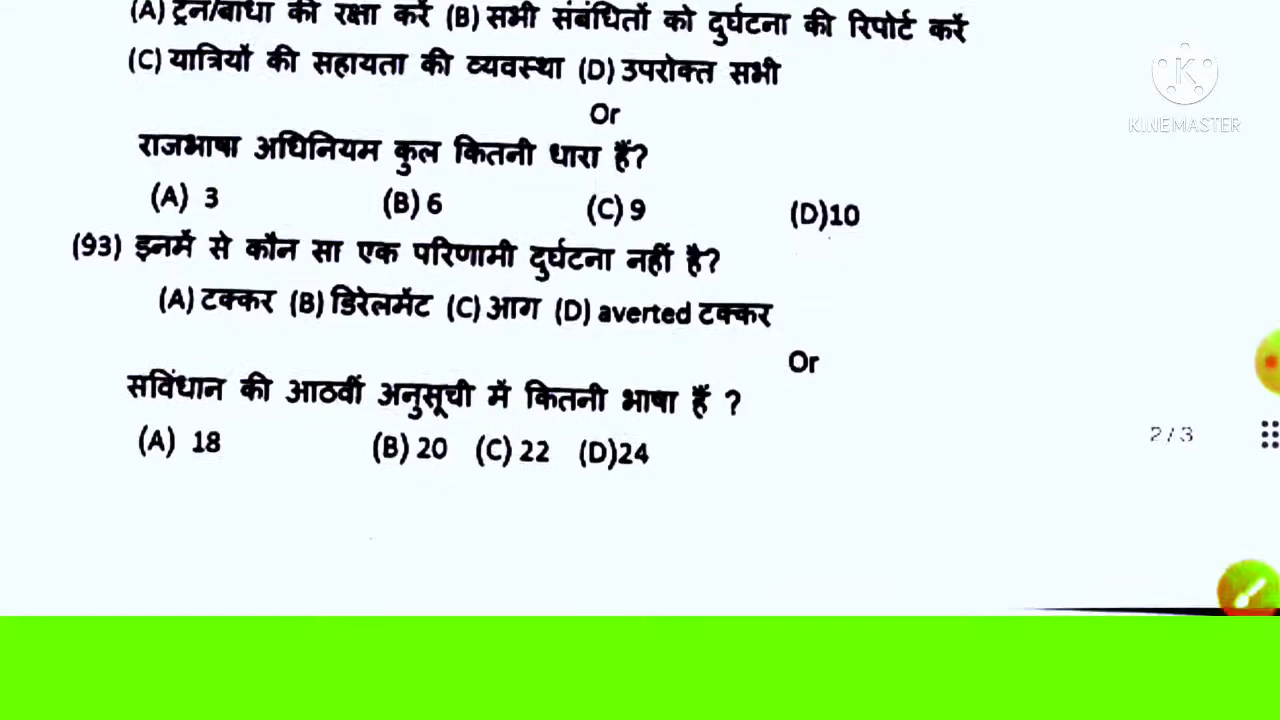 (A) ट्रेन/बाधा की रक्षा करें (B) सभी संबंधितों को दुर्घटना की रिपोर्ट करें
(C) यात्रियों की सहायता की व्यवस्था (D) उपरोक्त सभी
Or
राजभाषा अधिनियम कुल कितनी धारा हैं?
(A) 3 (B) 6 (C) 9 (D)10
(93) इनमें से कौन सा एक परिणामी दुर्घटना नहीं है?
(A) टक्कर (B) डिरेलमेंट (C) आग (D) averted टक्कर
Or
सविंधान की आठवीं अनुसूची में कितनी भाषा हैं ?
(A) 18 (B) 20 (C) 22 (D)24
2/3
K
KINEMASTER